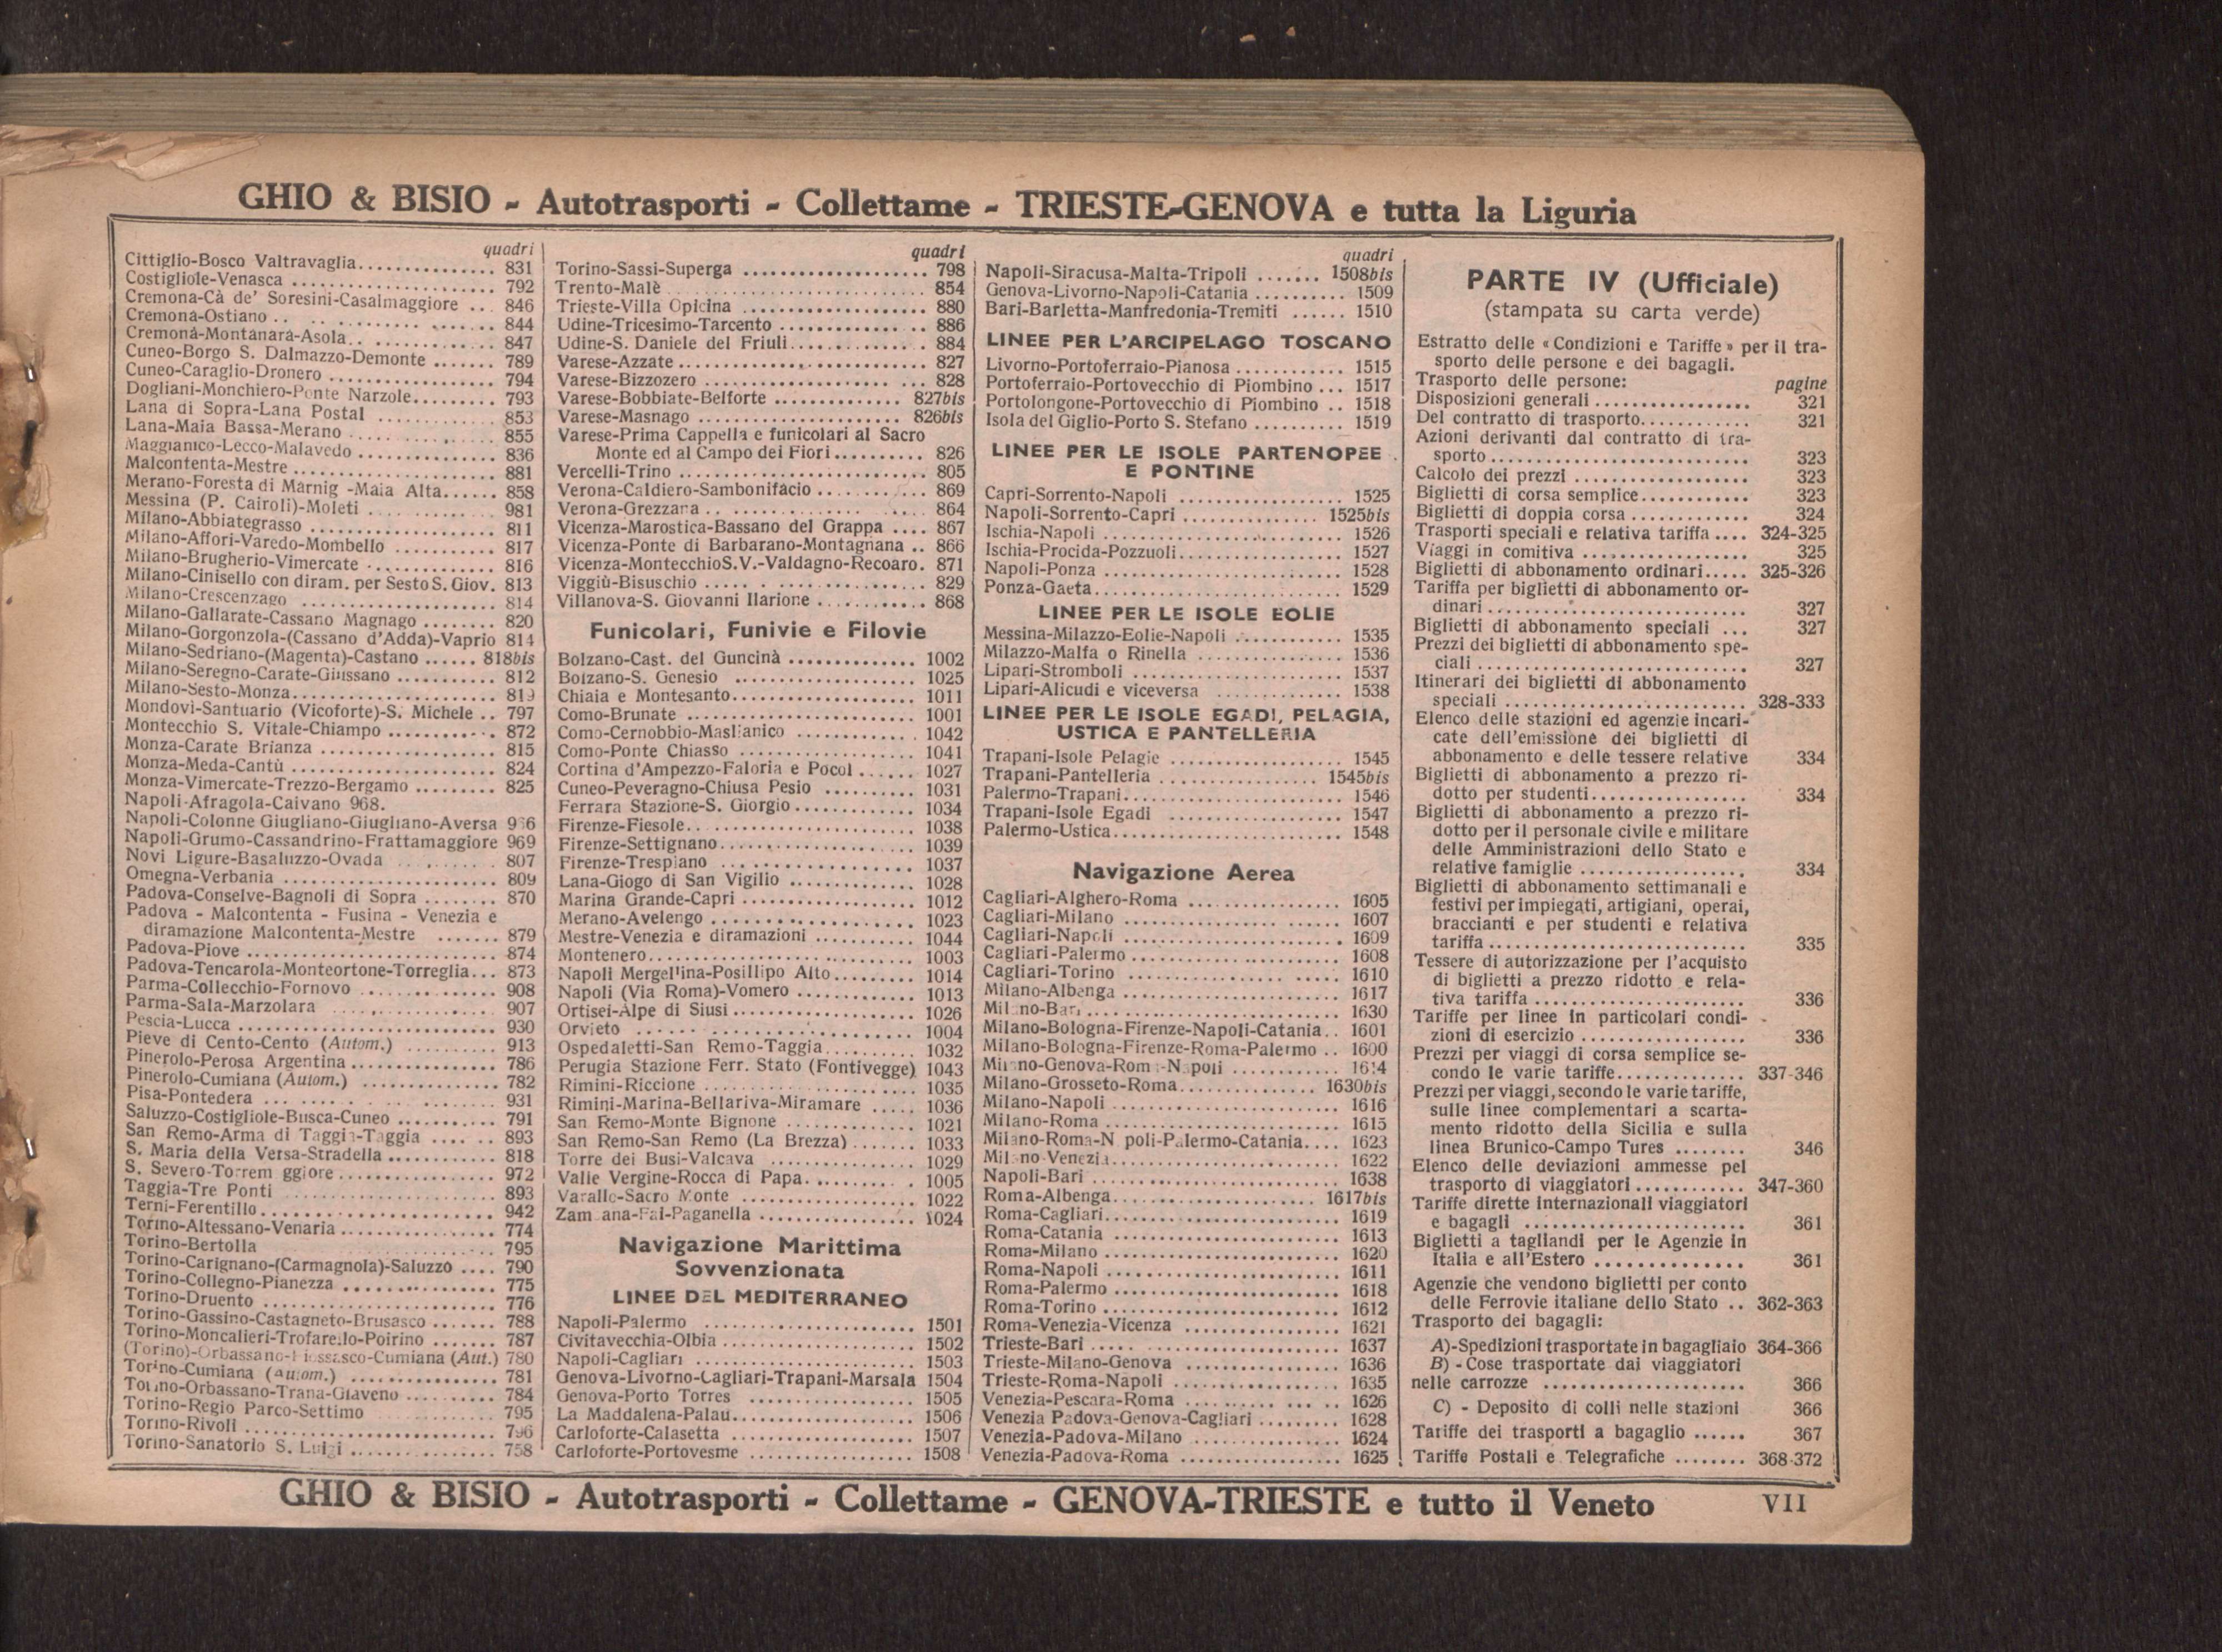 GHIO & BISIO - Autotrasporti - Collettame - TRIESTE-GENOVA e tutta la Liguria
quadri
Cittiglio-Bosco Valtravaglia............... 831
Costigliole-Venasca ...................... 792
Cremona-Cà de' Soresini-Casalmaggiore ... 846
Cremona-Ostiano .. .. ......... ....... 844
Cremona-Montanara-Asola.. .. ............ 847
Cuneo-Borgo S. Dalmazzo-Demonte ....... 789
Cuneo-Caraglio-Dronero .................. 794
Dogliani-Monchiero-Ponte Narzole......... 793
Lana di Sopra-Lana Postal ............. 853
Lana-Maia Bassa-Merano ................ 855
Maggianico-Lecco-Malavedo ............... 836
Malcontenta-Mestre ...................... 881
Merano-Foresta di Marnig -Maia Alta...... 858
Messina (P. Cairoli)-Moleti ............. 981
Milano-Abbiategrasso .................... 811
Milano-Affori-Varedo-Mombello ........... 817
Milano-Brugherio-Vimercate .............. 816
Milano-Cinisello con diram. per Sesto S. Giov. 813
Milano-Crescenzago ..................... 814
Milano-Gallarate-Cassano Magnago ........ 820
Milano-Gorgonzola-(Cassano d'Adda)-Vaprio 814
Milano-Sedriano-(Magenta)-Castano ...... 818bis
Milano-Seregno-Carate-Giussano ........... 812
Milano-Sesto-Monza....................... 819
Mondovì-Santuario (Vicoforte)-S. Michele .. 797
Montecchio S. Vitale-Chiampo ............ 872
Monza-Carate Brianza ................... 815
Monza-Meda-Cantù ...................... 824
Monza-Vimercate-Trezzo-Bergamo ......... 825
Napoli-Afragola-Caivano 968.
Napoli-Colonne Giugliano-Giugliano-Aversa
Napoli-Grumo-Cassandrino-Frattamaggiore 969
Novi Ligure-Basaluzzo-Ovada ......... 807
Omegna-Verbania ........................ 809
Padova-Conselve-Bagnoli di Sopra ........ 870
Padova - Malcontenta - Fusina - Venezia e
diramazione Malcontenta-Mestre ....... 879
Padova-Piove ........................... 874
Padova-Tencarola-Monteortone-Torreglia... 873
Parma-Collecchio-Fornovo ............... 908
Parma-Sala-Marzolara ................. 907
Pescia-Lucca ............................ 930
Pieve di Cento-Cento (Autom.) .......... 913
Pinerolo-Perosa Argentina ................ 786
Pinerolo-Cumiana (Autom.) ............... 782
Pisa-Pontedera ... ...... . ........ 931
Saluzzo-Costigliole-Busca-Cuneo ........... 791
San Remo-Arma di Taggia-Taggia .... .. 893
S. Maria della Versa-Stradella ............ 818
S. Severo-Torrem ggiore................. 972
Taggia-Tre Ponti ....................... 893
Terni-Ferentillo ......................... 942
Torino-Altessano-Venaria ................. 774
Torino-Bertolla ............. 795
Torino-Carignano-(Carmagnola)-Saluzzo .... 790
Torino-Collegno-Pianezza ................. 775
Torino-Druento .......................... 776
Torino-Gassino-Castagneto-Brusasco ....... 788
Torino-Moncalieri-Trofarello-Poirino ....... 787
(Torino)-Orbassano-Piossasco-Cumiana (Aut.) 780
Torino-Cumiana (Autom.) ................ 781
Torino-Orbassano-Trana-Giaveno .......... 784
Torino-Regio Parco-Settimo ............ 795
Torino-Rivoli ........................... 796
Torino-Sanatorio S. Luigi ................ 758
quadri
Torino-Sassi-Superga .................... 798
Trento-Malè ............................ 854
Trieste-Villa Opicina .................... 880
Udine-Tricesimo-Tarcento ............ .. 886
Udine-S. Daniele del Friuli............... 884
Varese-Azzate........................... 827
Varese-Bizzozero .................... ... 828
Varese-Bobbiate-Belforte .............. 827bis
Varese-Masnago ...................... 826bis
Varese-Prima Cappella e funicolari al Sacro
Monte ed al Campo dei Fiori.......... 826
Vercelli-Trino ........................... 805
Verona-Caldiero-Sambonifacio ............. 869
Verona-Grezzana .. ............. ... 864
Vicenza-Marostica-Bassano del Grappa .... 867
Vicenza-Ponte di Barbarano-Montagnana .. 866
Vicenza-Montecchio S.V.-Valdagno-Recoaro. 871
Viggiù-Bisuschio ..... . ............... 829
Villanova-S. Giovanni Ilarione ............ 868
Funicolari, Funivie e Filovie
Bolzano-Cast. del Guncinà .............. 1002
Bolzano-S. Genesio .................... 1025
Chiaia e Montesanto.................... 1011
Como-Brunate ......................... 1001
Como-Cernobbio-Maslianico ............. 1042
Como-Ponte Chiasso ................... 1041
Cortina d'Ampezzo-Faloria e Pocol ...... 1027
Cuneo-Peveragno-Chiusa Pesio .......... 1031
Ferrara Stazione-S. Giorgio............. 1034
Firenze-Fiesole......................... 1038
Firenze-Settignano...................... 1039
Firenze-Trespiano ..................... 1037
Lana-Giogo di San Vigilio .............. 1028
Marina Grande-Capri ................... 1012
Merano-Avelengo ...................... 1023
Mestre-Venezia e diramazioni ........... 1044
Montenero............................. 1003
Napoli Mergellina-Posillipo Alto......... 1014
Napoli (Via Roma)-Vomero ............. 1013
Ortisei-Alpe di Siusi.................... 1026
Orvieto ..... ....................... 1004
Ospedaletti-San Remo-Taggia.......... 1032
Perugia Stazione Ferr. Stato (Fontivegge) 1043
Rimini-Riccione ........................ 1035
Rimini-Marina-Bellariva-Miramare ..... 1036
San Remo-Monte Bignone .............. 1021
San Remo-San Remo (La Brezza) ....... 1033
Torre dei Busi-Valcava ................ 1029
Valle Vergine-Rocca di Papa. ........... 1005
Varallo-Sacro Monte ................... 1022
Zam ana-Fai-Paganella ................. 1024
Navigazione Marittima
Sovvenzionata
LINEE DEL MEDITERRANEO
Napoli-Palermo ....................... 1501
Civitavecchia-Olbia ..................... 1502
Napoli-Cagliari ........................ 1503
Genova-Livorno-Cagliari-Trapani-Marsala 1504
Genova-Porto Torres .................. 1505
La Maddalena-Palau.................... 1506
Carloforte-Calasetta .................... 1507
Carloforte-Portovesme .................. 1508
quadri
Napoli-Siracusa-Malta-Tripoli ....... 1508bis
Genova-Livorno-Napoli-Catania .......... 1509
Bari-Barletta-Manfredonia-Tremiti ...... 1510
LINEE PER L'ARCIPELAGO TOSCANO
Livorno-Portoferraio-Pianosa ............ 1515
Portoferraio-Portovecchio di Piombino ... 1517
Portolongone-Portovecchio di Piombino .. 1518
Isola del Giglio-Porto S. Stefano .......... 1519
LINEE PER LE ISOLE PARTENOPEE
E PONTINE
Capri-Sorrento-Napoli .................. 1525
Napoli-Sorrento-Capri ............... 1525bis
Ischia-Napoli .......................... 1526
Ischia-Procida-Pozzuoli.................. 1527
Napoli-Ponza .......................... 1528
Ponza-Gaeta........................... 1529
LINEE PER LE ISOLE EOLIE
Messina-Milazzo-Eolie-Napoli ............ 1535
Milazzo-Malfa o Rinella ................ 1536
Lipari-Stromboli ....................... 1537
Lipari-Alicudi e viceversa .............. 1538
LINEE PER LE ISOLE EGADI, PELAGIA,
USTICA E PANTELLERIA
Trapani-Isole Pelagie ................... 1545
Trapani-Pantelleria ................. 1545bis
Palermo-Trapani........................ 1546
Trapani-Isole Egadi ................... 1547
Palermo-Ustica......................... 1548
Navigazione Aerea
Cagliari-Alghero-Roma ................. 1605
Cagliari-Milano ........................ 1607
Cagliari-Napoli ........................ 1609
Cagliari-Palermo ....................... 1608
Cagliari-Torino ................. ..... 1610
Milano-Albenga ........................ 1617
Milano-Bari............................ 1630
Milano-Bologna-Firenze-Napoli-Catania.. 1601
Milano-Bologna-Firenze-Roma-Palermo .. 1600
Milano-Genova-Roma-Napoli ............ 1614
Milano-Grosseto-Roma............... 1630bis
Milano-Napoli ......................... 1616
Milano-Roma .......................... 1615
Milano-Roma-N poli-Palermo-Catania.... 1623
Milano-Venezia......................... 1622
Napoli-Bari ........................... 1638
Roma-Albenga...................... 1617bis
Roma-Cagliari......................... 1619
Roma-Catania ......................... 1613
Roma-Milano .......................... 1620
Roma-Napoli .......................... 1611
Roma-Palermo ......................... 1618
Roma-Torino .......................... 1612
Roma-Venezia-Vicenza ................. 1621
Trieste-Bari ..... .................... 1637
Trieste-Milano-Genova ................. 1636
Trieste-Roma-Napoli ................... 1635
Venezia-Pescara-Roma ......... ... .. .. 1626
Venezia Padova-Genova-Cagliari ......... 1628
Venezia-Padova-Milano ................ 1624
Venezia-Padova-Roma .................. 1625
PARTE IV (Ufficiale)
(stampata su carta verde)
Estratto delle «Condizioni e Tariffe» per il tra-
sporto delle persone e dei bagagli.
Trasporto delle persone: pagine
Disposizioni generali ................. 321
Del contratto di trasporto............ 321
Azioni derivanti dal contratto di tra-
sporto ............................ 323
Calcolo dei prezzi ................... 323
Biglietti di corsa semplice............ 323
Biglietti di doppia corsa ............. 324
Trasporti speciali e relativa tariffa .... 324-325
Viaggi in comitiva .................. 325
Biglietti di abbonamento ordinari..... 325-326
Tariffa per biglietti di abbonamento or-
dinari ............................ 327
Biglietti di abbonamento speciali ... 327
Prezzi dei biglietti di abbonamento spe-
ciali ............................. 327
Itinerari dei biglietti di abbonamento
speciali .......................... 328-333
Elenco delle stazioni ed agenzie incari-
cate dell'emissione dei biglietti di
abbonamento e delle tessere relative 334
Biglietti di abbonamento a prezzo ri-
dotto per studenti................. 334
Biglietti di abbonamento a prezzo ri-
dotto per il personale civile e militare
delle Amministrazioni dello Stato e
relative famiglie .................. 334
Biglietti di abbonamento settimanali e
festivi per impiegati, artigiani, operai,
braccianti e per studenti e relativa
tariffa ............................ 335
Tessere di autorizzazione per l'acquisto
di biglietti a prezzo ridotto e rela-
tiva tariffa ....................... 336
Tariffe per linee in particolari condi-
zioni di esercizio .................. 336
Prezzi per viaggi di corsa semplice se-
condo le varie tariffe.............. 337-346
Prezzi per viaggi, secondo le varie tariffe,
sulle linee complementari a scarta-
mento ridotto della Sicilia e sulla
linea Brunico-Campo Tures ........ 346
Elenco delle deviazioni ammesse pel
trasporto di viaggiatori ............ 347-360
Tariffe dirette internazionali viaggiatori
e bagagli ........................ 361
Biglietti a tagliandi per le Agenzie in
Italia e all'Estero .............. 361
Agenzie che vendono biglietti per conto
delle Ferrovie italiane dello Stato .. 362-363
Trasporto dei bagagli:
A)-Spedizioni trasportate in bagagliaio 364-366
B) - Cose trasportate dai viaggiatori
nelle carrozze ...................... 366
C) - Deposito di colli nelle stazioni 366
Tariffe dei trasporti a bagaglio ...... 367
Tariffe Postali e Telegrafiche ........ 368-372
GHIO & BISIO - Autotrasporti - Collettame - GENOVA-TRIESTE e tutto il Veneto
VII